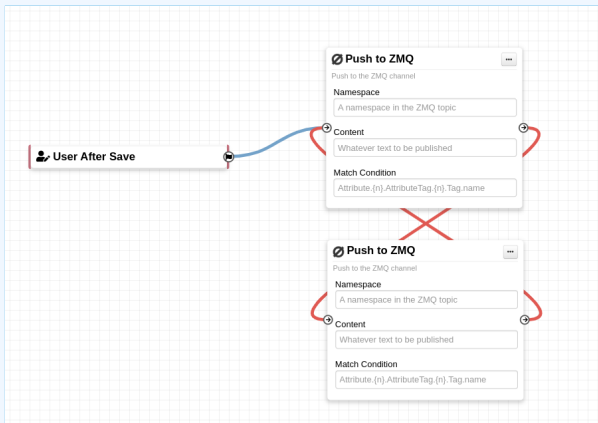 Push to ZMQ
...
Push to the ZMQ channel
Namespace
A namespace in the ZMQ topic
Content
Whatever text to be published
User After Save
Match Condition
Attribute.{n}.AttributeTag.{n}.Tag.name
Push to ZMQ
...
Push to the ZMQ channel
Namespace
A namespace in the ZMQ topic
Content
Whatever text to be published
Match Condition
Attribute.{n}.AttributeTag.{n}.Tag.name